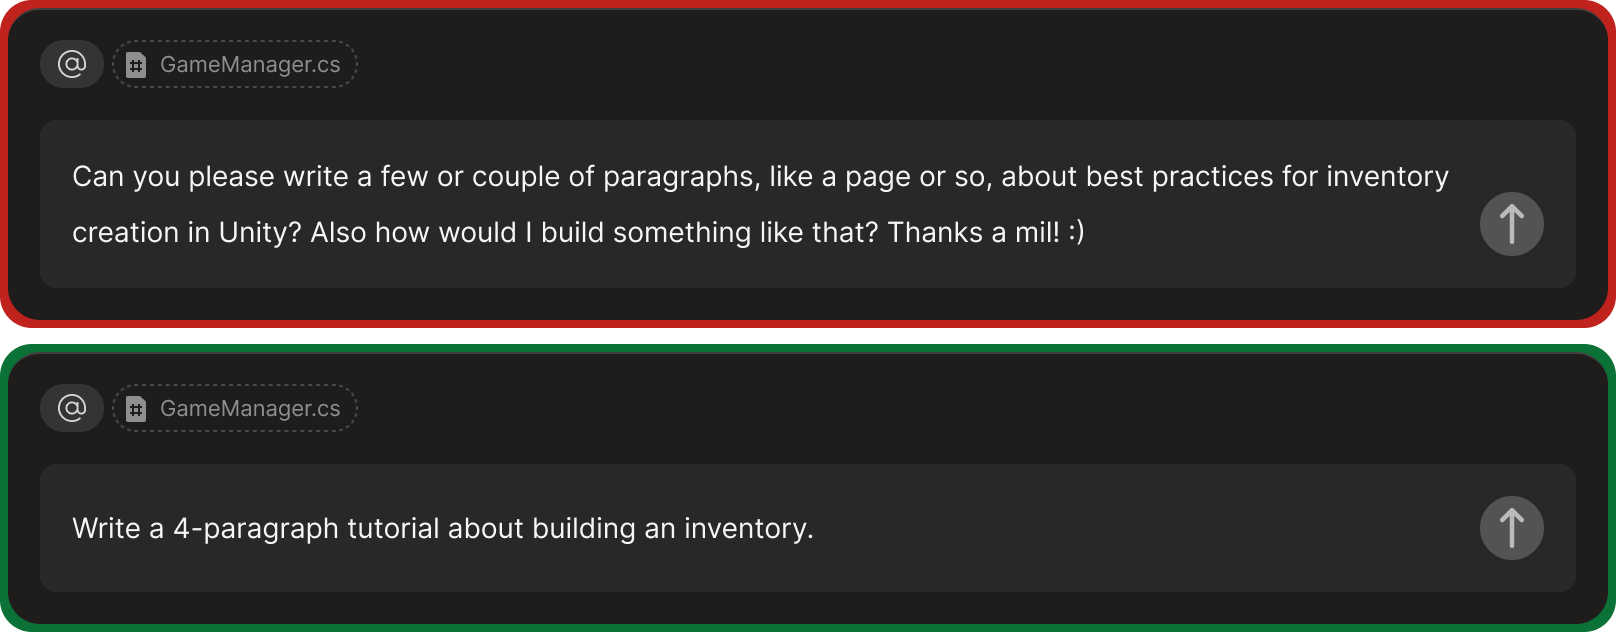 @ GameManager.cs
Can you please write a few or couple of paragraphs, like a page or so, about best practices for inventory
creation in Unity? Also how would I build something like that? Thanks a mil! :)
@ GameManager.cs
Write a 4-paragraph tutorial about building an inventory.